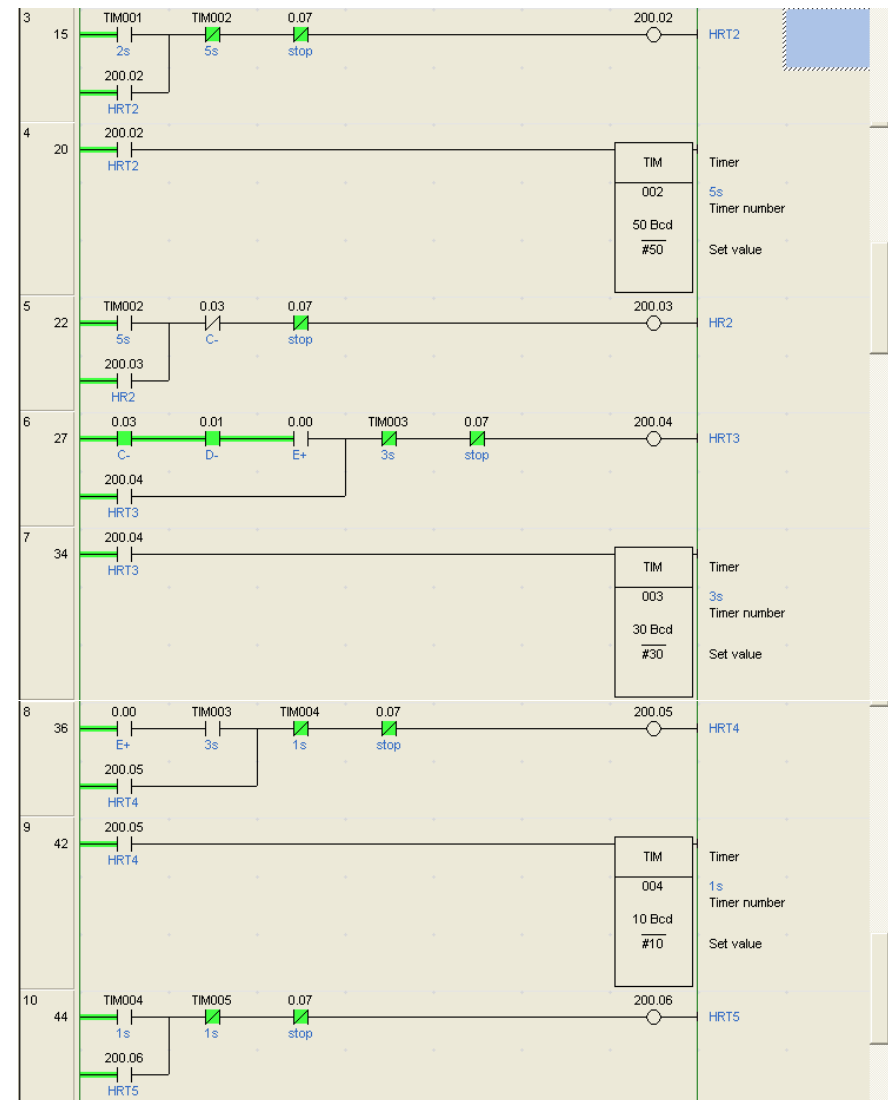 3 TIM001 TIM002 0.07 200.02
15 HRT2
2s 5s stop
200.02
HRT2
4 200.02
20
HRT2 TIM Timer
002 5s
Timer number
50 Bcd
#50 Set value
5 TIM002 0.03 0.07 200.03
22 HR2
5s C- stop
200.03
HR2
6 0.03 0.01 0.00 TIM003 0.07 200.04
27 HRT3
C- D- E+ 3s stop
200.04
HRT3
7 200.04
34
HRT3 TIM Timer
003 3s
Timer number
30 Bcd
#30 Set value
8 0.00 TIM003 TIM004 0.07 200.05
36 HRT4
E+ 3s 1s stop
200.05
HRT4
9 200.05
42
HRT4 TIM Timer
004 1s
Timer number
10 Bcd
#10 Set value
10 TIM004 TIM005 0.07 200.06
44 HRT5
1s 1s stop
200.06
HRT5